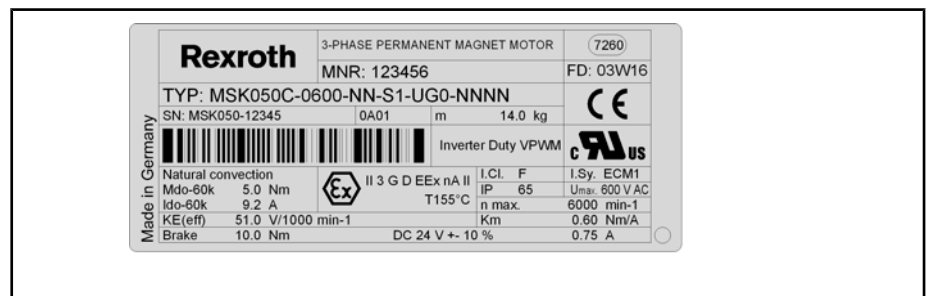 Rexroth 3-PHASE PERMANENT MAGNET MOTOR 7260
MNR: 123456 FD: 03W16
TYP: MSK050C-0600-NN-S1-UG0-NNNN CE
SN: MSK050-12345 0A01 m 14.0 kg
Inverter Duty VPWM c RU US
Natural convection Ex II 3 G D EEx nA II I.Cl. F I.Sy. ECM1
Mdo-60k 5.0 Nm T155°C IP 65 Umax. 600 V AC
Ido-60k 9.2 A n max. 6000 min-1
KE(eff) 51.0 V/1000 min-1 Km 0.60 Nm/A
Brake 10.0 Nm DC 24 V +- 10 % 0.75 A
Made in Germany